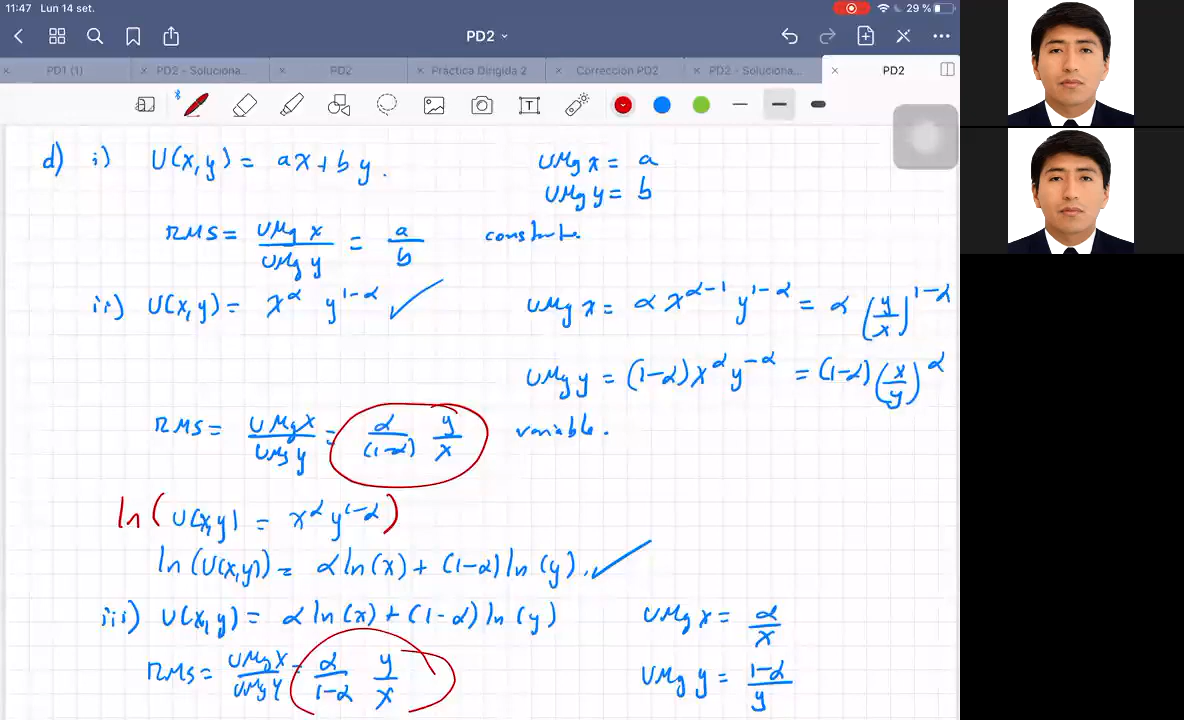 11:47 Lun 14 set. 29 %
PD2
PD1 (1) PD2 - Soluciona... PD2 Práctica Dirigida 2 Corrección PD2 PD2 - Soluciona... PD2
d) i) U(x,y) = ax + by. UMg x = a
UMg y = b
RMS = UMg x / UMg y = a/b constante.
ii) U(x,y) = x^α y^1-α ✓ UMg x = α x^α-1 y^1-α = α (y/x)^1-α
UMg y = (1-α) x^α y^-α = (1-α) (x/y)^α
RMS = UMg x / UMg y = α/(1-α) y/x variable.
ln ( U(x,y) = x^α y^1-α )
ln (U(x,y)) = α ln (x) + (1-α) ln (y). ✓
iii) U(x,y) = α ln (x) + (1-α) ln (y) UMg x = α/x
RMS = UMg x / UMg y = α/1-α y/x UMg y = 1-α/y